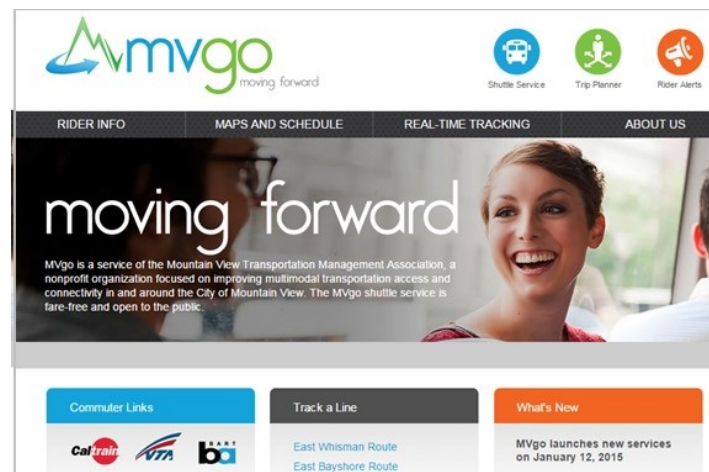 mvgo
moving forward
Shuttle Service
Trip Planner
Rider Alerts
RIDER INFO
MAPS AND SCHEDULE
REAL-TIME TRACKING
ABOUT US
moving forward
MVgo is a service of the Mountain View Transportation Management Association, a
nonprofit organization focused on improving multimodal transportation access and
connectivity in and around the City of Mountain View. The MVgo shuttle service is
fare-free and open to the public.
Commuter Links
Track a Line
What's New
Caltrain
VTA
BART
ba
East Whisman Route
East Bayshore Route
MVgo launches new services
on January 12, 2015